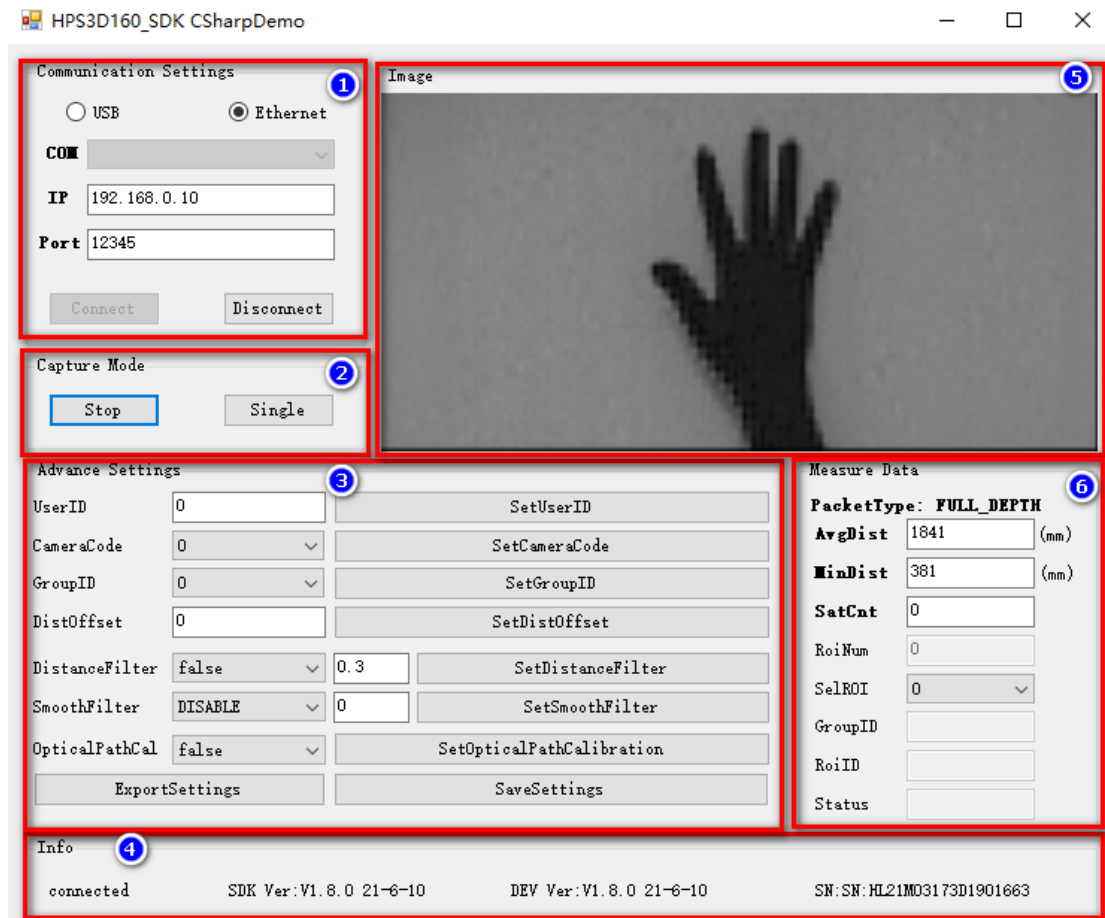 HPS3D160_SDK CSharpDemo
Communication Settings
1
USB
Ethernet
COM
IP
192.168.0.10
Port
12345
Connect
Disconnect
Capture Mode
2
Stop
Single
Image
5
Advance Settings
3
UserID
0
SetUserID
CameraCode
0
SetCameraCode
GroupID
0
SetGroupID
DistOffset
0
SetDistOffset
DistanceFilter
false
0.3
SetDistanceFilter
SmoothFilter
DISABLE
0
SetSmoothFilter
OpticalPathCal
false
SetOpticalPathCalibration
ExportSettings
SaveSettings
Measure Data
6
PacketType: FULL_DEPTH
AvgDist
1841
(mm)
MinDist
381
(mm)
SatCnt
0
RoiNum
0
SelROI
0
GroupID
RoiID
Status
Info
4
connected
SDK Ver:V1.8.0 21-6-10
DEV Ver:V1.8.0 21-6-10
SN:SN:HL21M03173D1901663